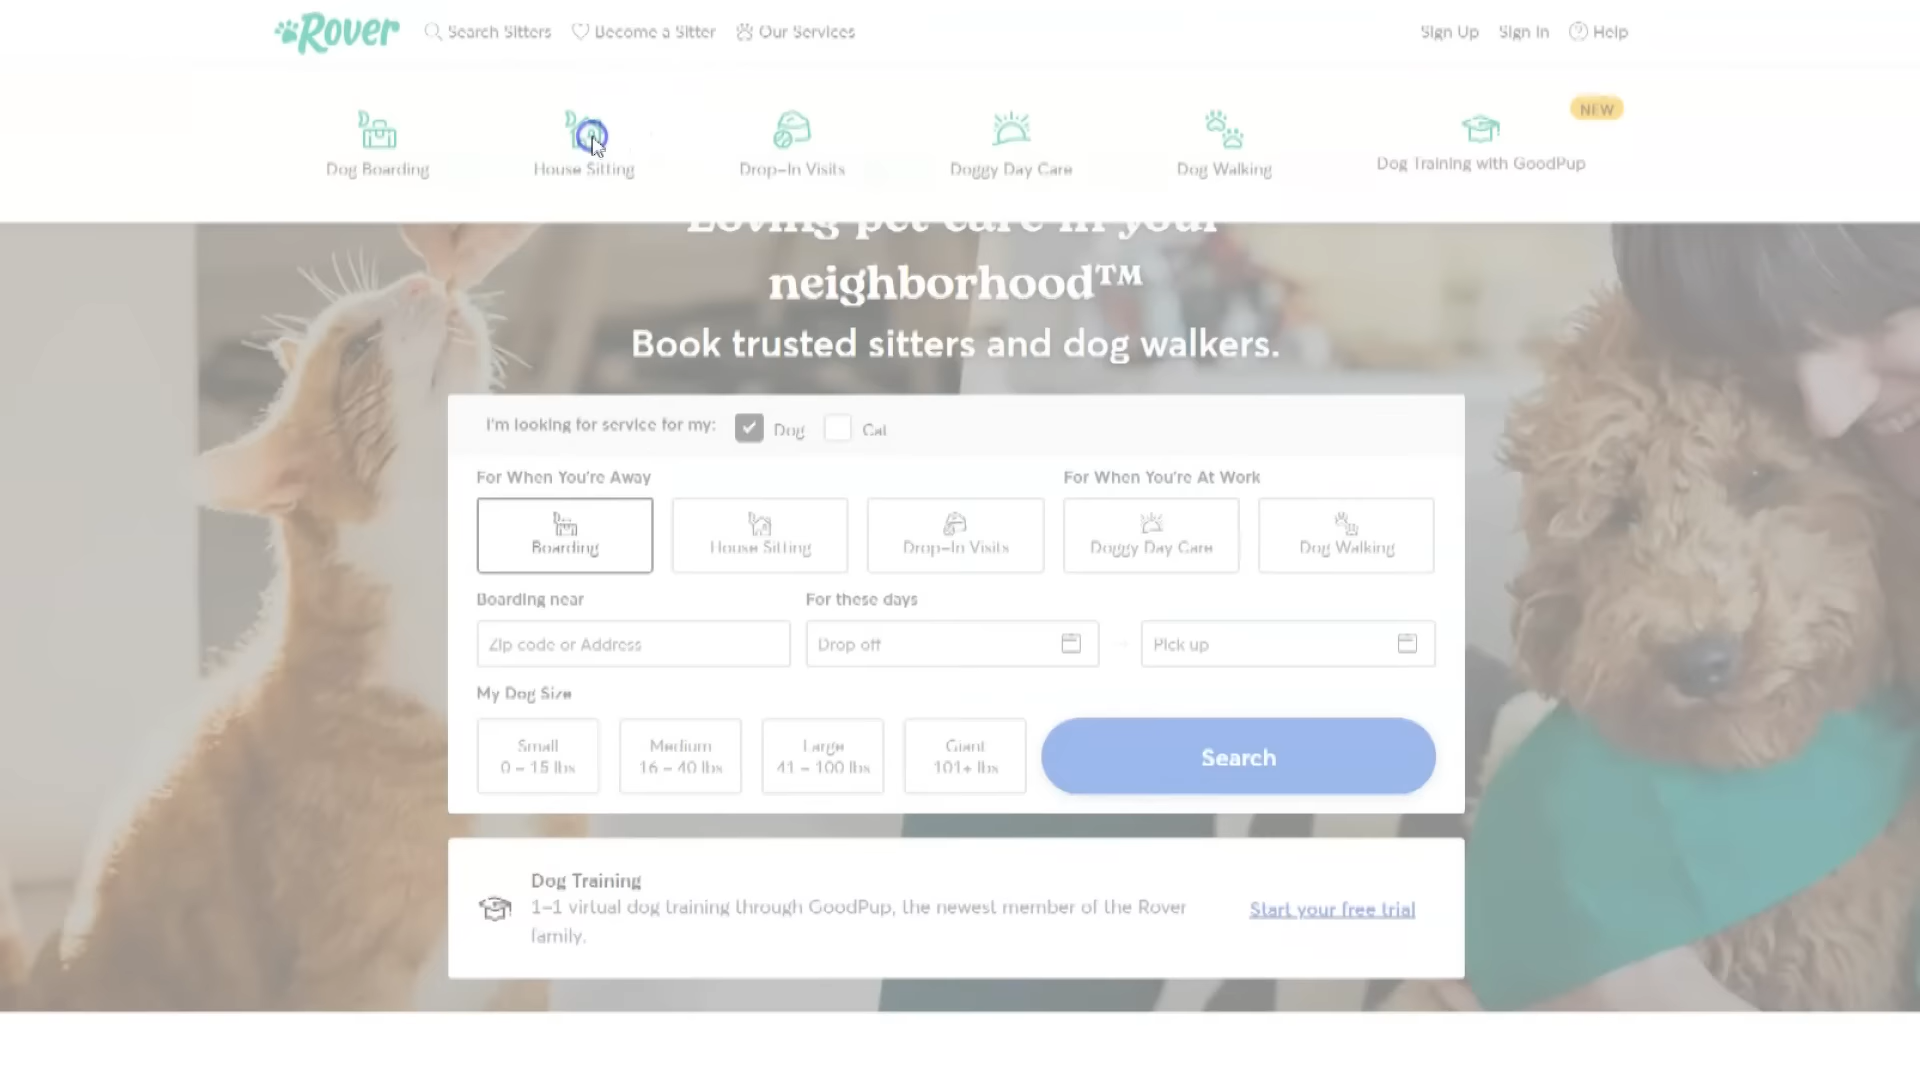 Rover Search Sitters Become a Sitter Our Services Sign Up Sign In Help
NEW
Dog Boarding House Sitting Drop-In Visits Doggy Day Care Dog Walking Dog Training with GoodPup
Loving pet care in your
neighborhood™
Book trusted sitters and dog walkers.
I'm looking for service for my: Dog Cat
For When You're Away For When You're At Work
Boarding House Sitting Drop-In Visits Doggy Day Care Dog Walking
Boarding near For these days
Zip code or Address Drop off Pick up
My Dog Size
Small Medium Large Giant
0 – 15 lbs 16 – 40 lbs 41 – 100 lbs 101+ lbs
Search
Dog Training
1-1 virtual dog training through GoodPup, the newest member of the Rover
family.
Start your free trial